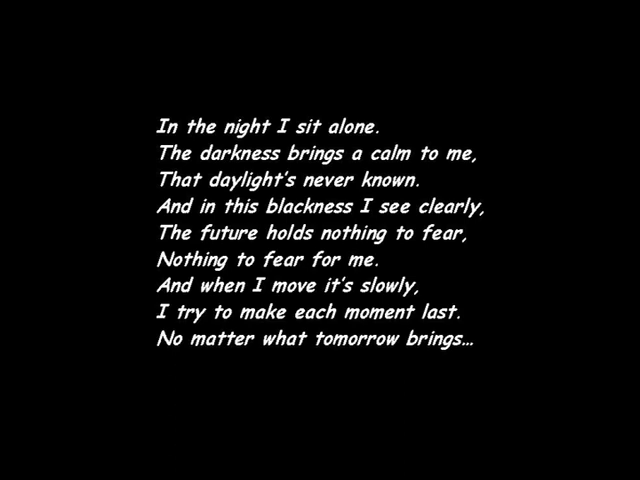 In the night I sit alone.
The darkness brings a calm to me,
That daylight's never known.
And in this blackness I see clearly,
The future holds nothing to fear,
Nothing to fear for me.
And when I move it's slowly,
I try to make each moment last.
No matter what tomorrow brings...